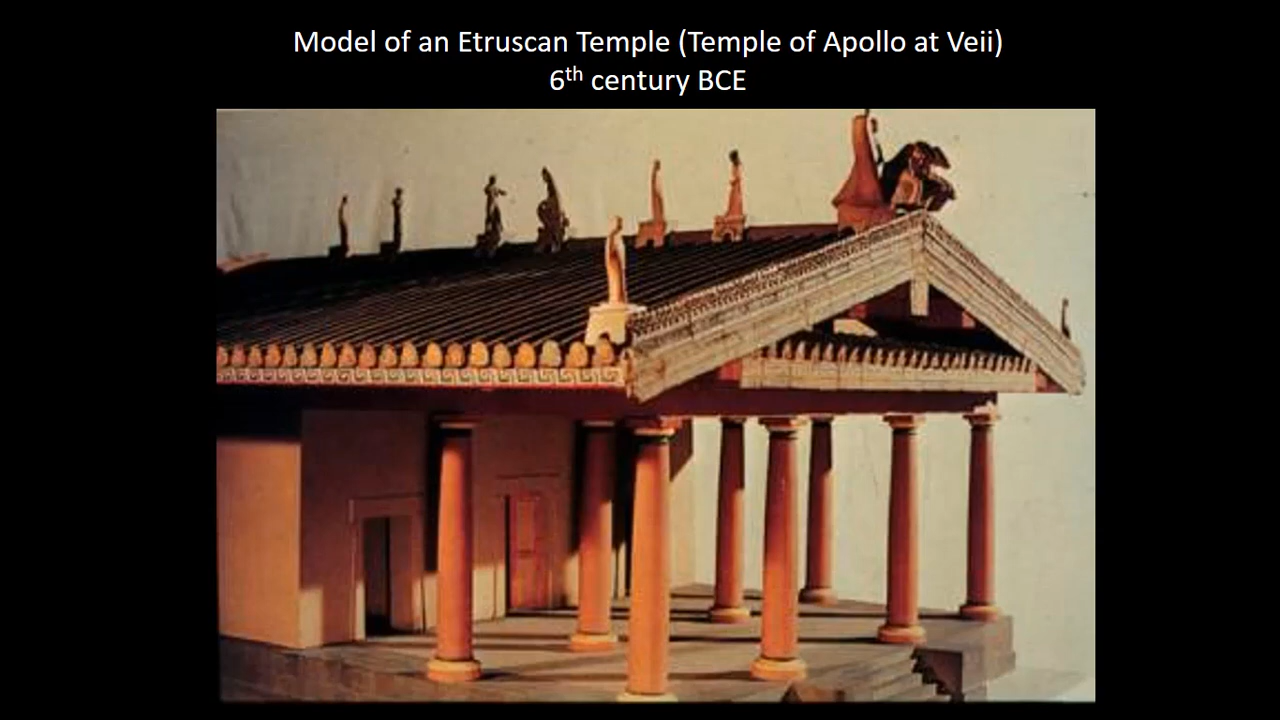 Model of an Etruscan Temple (Temple of Apollo at Veii)
6th century BCE